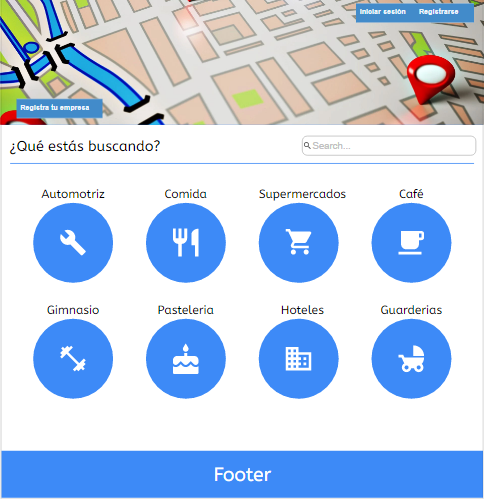 Iniciar sesión Registrarse
Registra tu empresa
¿Qué estás buscando?
Search...
Automotriz Comida Supermercados Café
Gimnasio Pasteleria Hoteles Guarderias
Footer